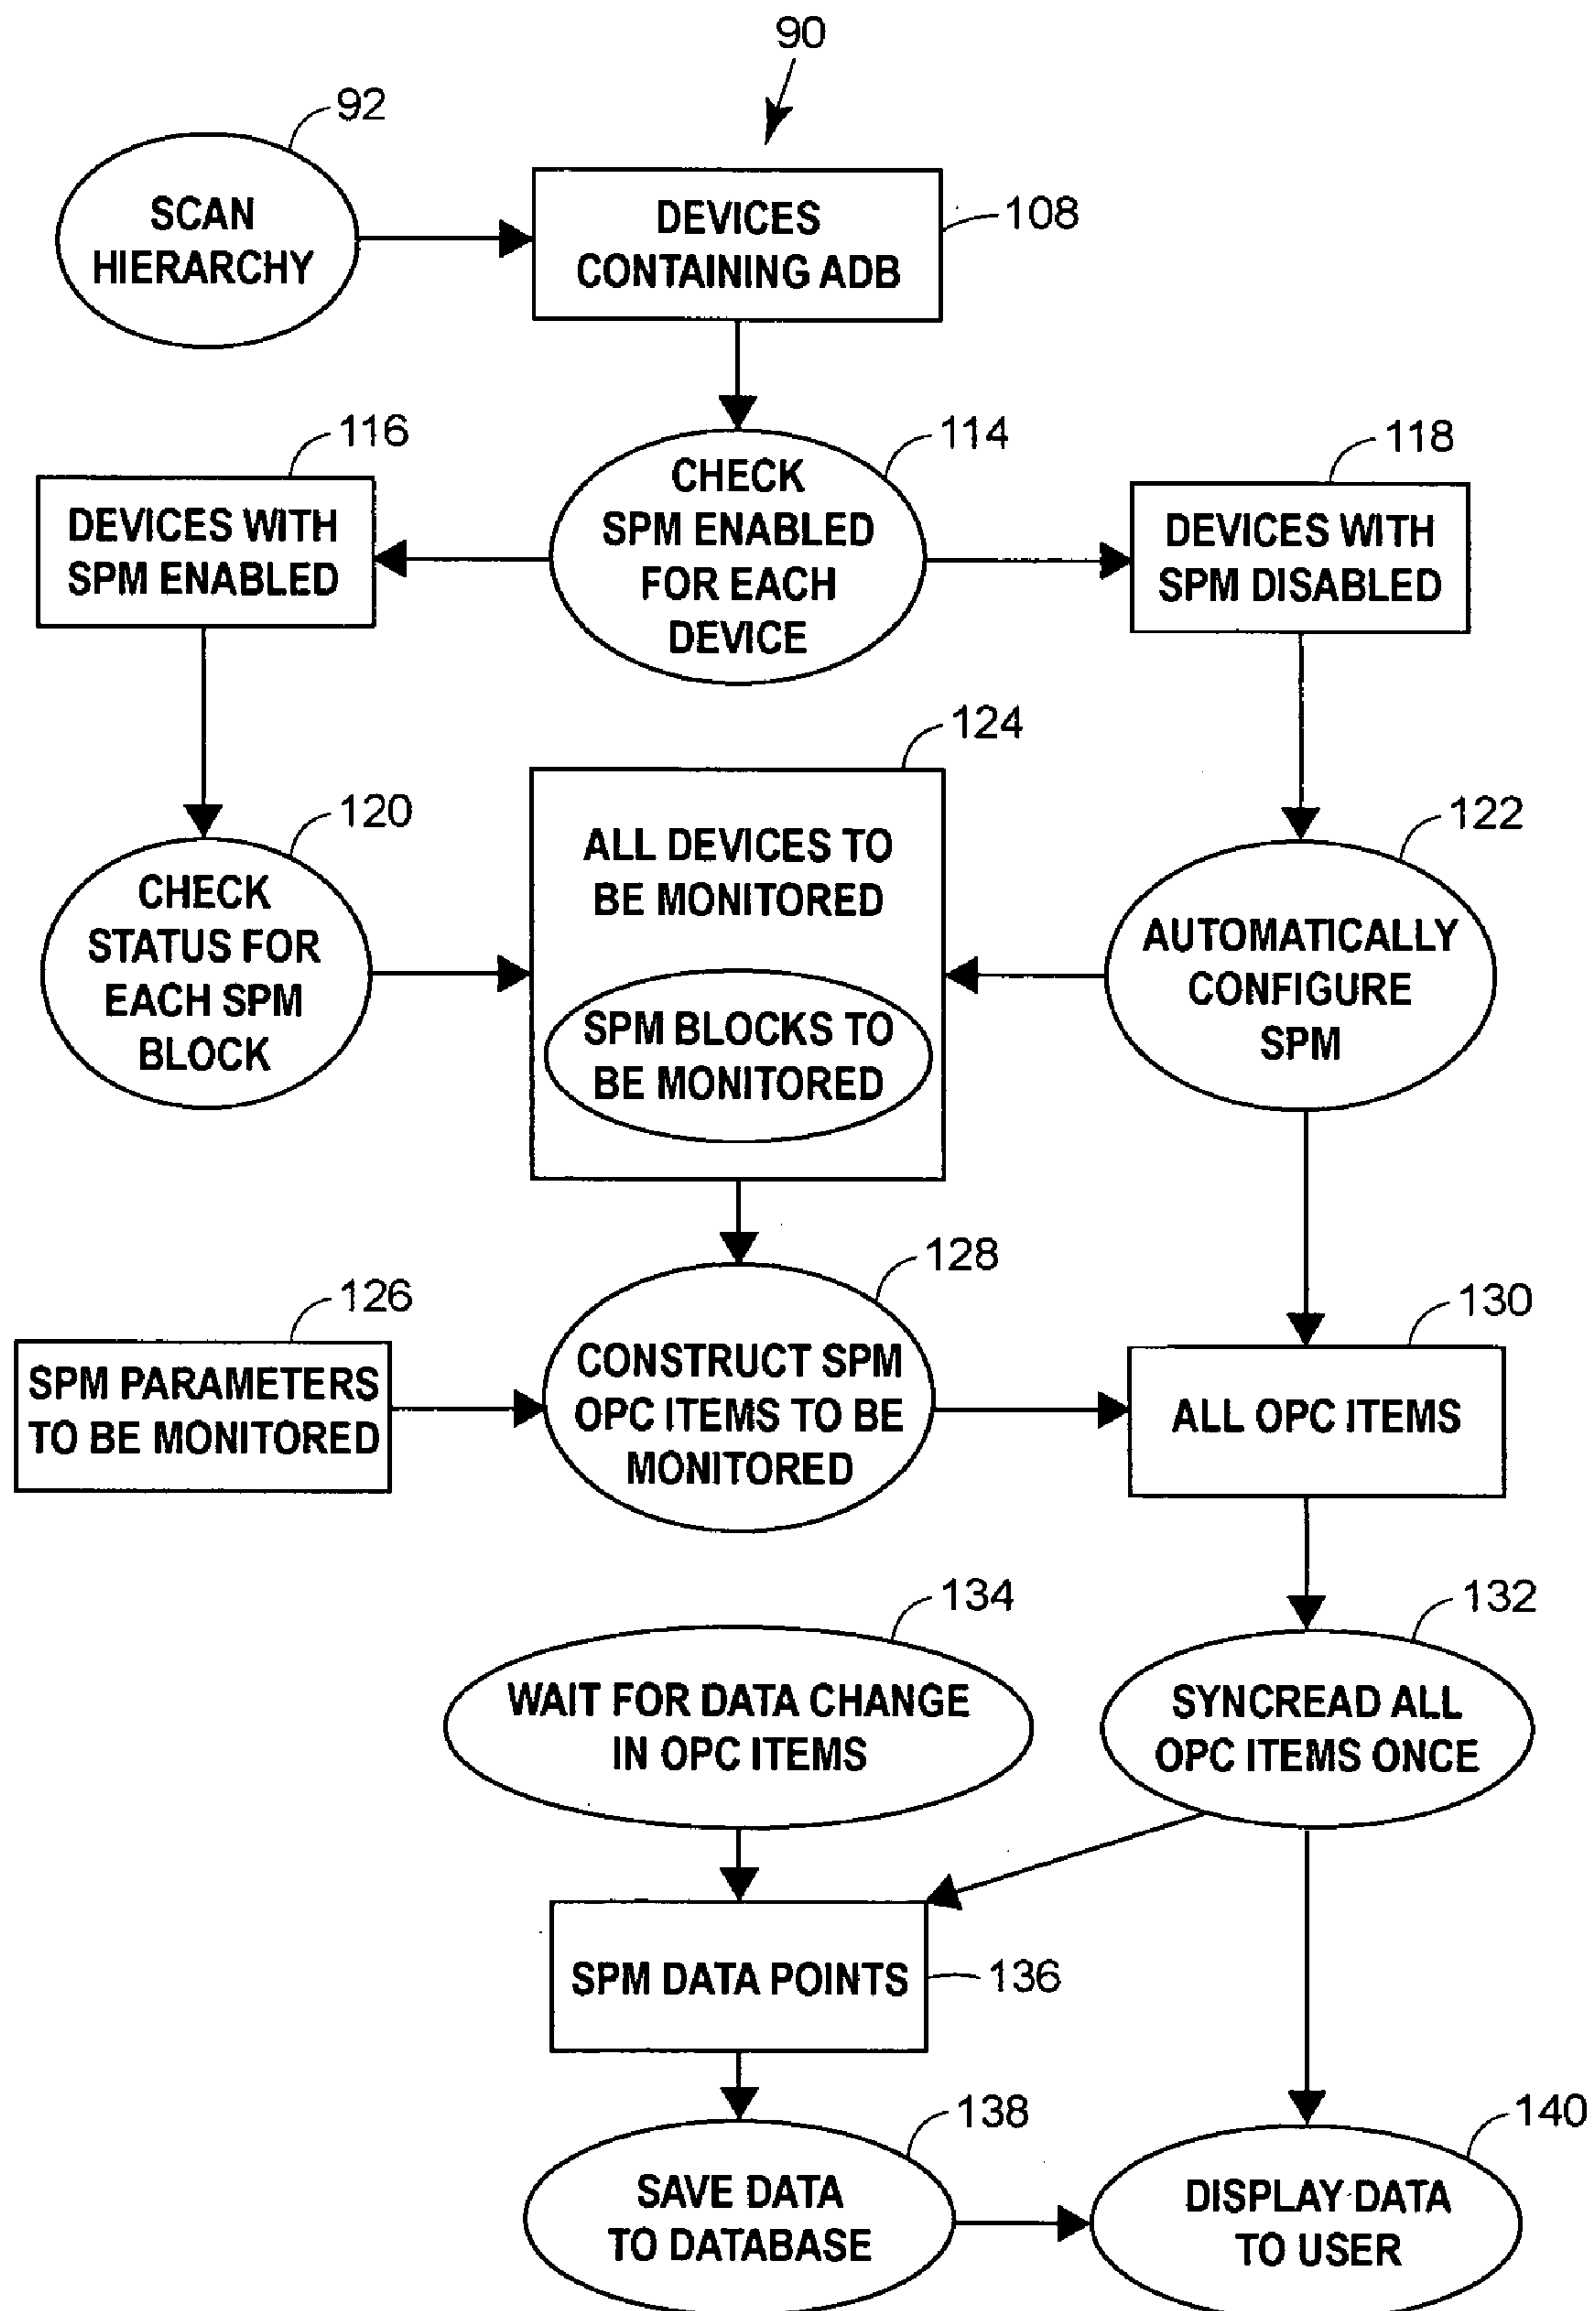 90
92
SCAN
HIERARCHY
DEVICES
CONTAINING ADB
108
116
DEVICES WITH
SPM ENABLED
114
CHECK
SPM ENABLED
FOR EACH
DEVICE
118
DEVICES WITH
SPM DISABLED
120
CHECK
STATUS FOR
EACH SPM
BLOCK
124
ALL DEVICES TO
BE MONITORED
SPM BLOCKS TO
BE MONITORED
122
AUTOMATICALLY
CONFIGURE
SPM
126
SPM PARAMETERS
TO BE MONITORED
128
CONSTRUCT SPM
OPC ITEMS TO BE
MONITORED
130
ALL OPC ITEMS
134
WAIT FOR DATA CHANGE
IN OPC ITEMS
132
SYNCREAD ALL
OPC ITEMS ONCE
SPM DATA POINTS
136
138
SAVE DATA
TO DATABASE
140
DISPLAY DATA
TO USER